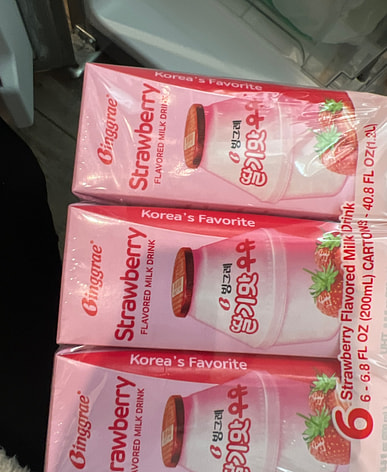 Korea's Favorite
Binggrae
Strawberry
FLAVORED MILK DRINK
빙그레
딸기맛 우유
Korea's Favorite
Binggrae
Strawberry
FLAVORED MILK DRINK
빙그레
딸기맛 우유
Korea's Favorite
Binggrae
Strawberry
FLAVORED MILK DRINK
빙그레
딸기맛 우유
6 Strawberry Flavored Milk Drink
6 - 6.8 FL OZ (200mL) CARTONS - 40.8 FL OZ (1.2L)